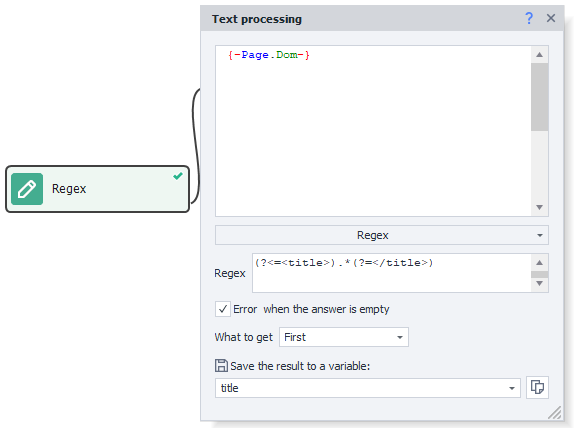 Text processing
?
{-Page.Dom-}
Regex
Regex
Regex (?<=<title>).*(?=</title>)
Error when the answer is empty
What to get First
Save the result to a variable:
title